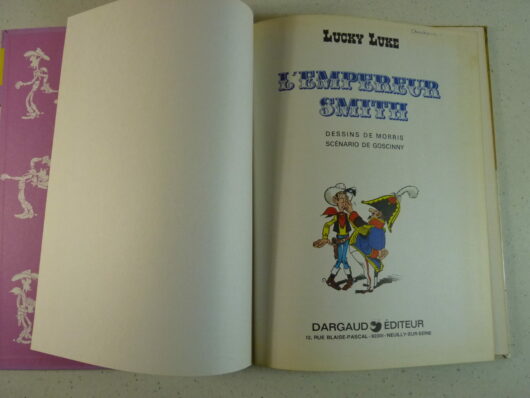 LUCKY LUKE
L'EMPEREUR
SMITH
DESSINS DE MORRIS
SCÉNARIO DE GOSCINNY
DARGAUD ÉDITEUR
12, RUE BLAISE-PASCAL - 92201 - NEUILLY-SUR-SEINE